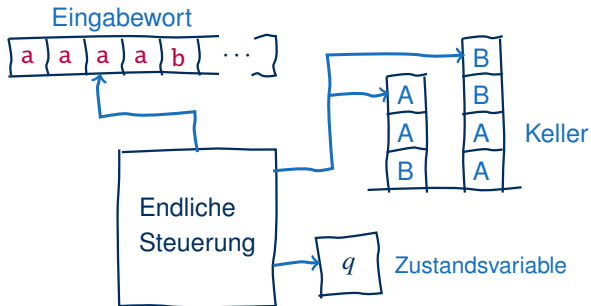 Eingabewort
a a a a b ...
B
A B
A A Keller
B A
Endliche
Steuerung
q Zustandsvariable